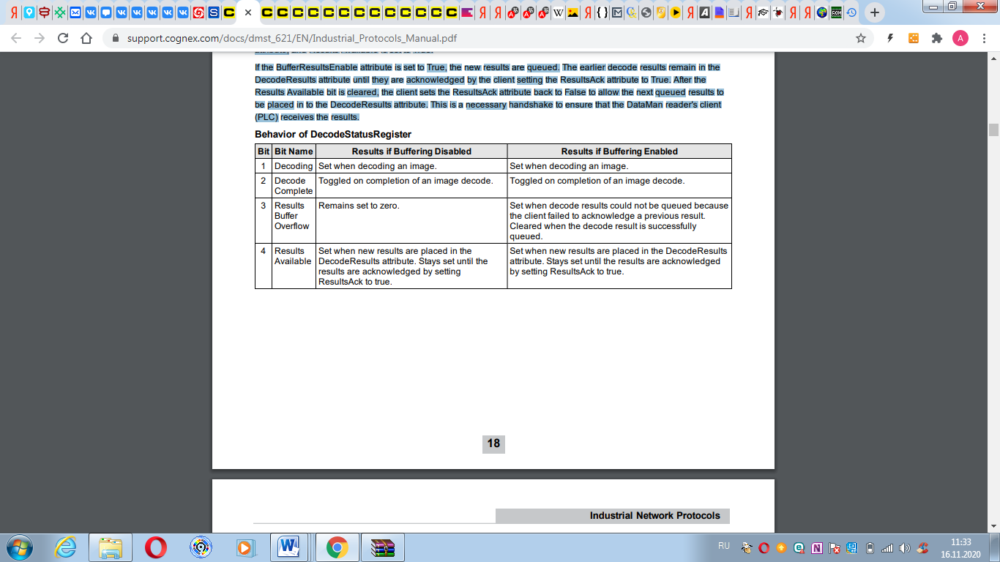 support.cognex.com/docs/dmst_621/EN/Industrial_Protocols_Manual.pdf
If the BufferResultsEnable attribute is set to True, the new results are queued. The earlier decode results remain in the
DecodeResults attribute until they are acknowledged by the client setting the ResultsAck attribute to True. After the
Results Available bit is cleared, the client sets the ResultsAck attribute back to False to allow the next queued results to
be placed in to the DecodeResults attribute. This is a necessary handshake to ensure that the DataMan reader's client
(PLC) receives the results.
Behavior of DecodeStatusRegister
Bit Bit Name Results if Buffering Disabled Results if Buffering Enabled
1 Decoding Set when decoding an image. Set when decoding an image.
2 Decode Toggled on completion of an image decode. Toggled on completion of an image decode.
Complete
3 Results Remains set to zero. Set when decode results could not be queued because
Buffer the client failed to acknowledge a previous result.
Overflow Cleared when the decode result is successfully
queued.
4 Results Set when new results are placed in the Set when new results are placed in the DecodeResults
Available DecodeResults attribute. Stays set until the attribute. Stays set until the results are acknowledged
results are acknowledged by setting by setting ResultsAck to true.
ResultsAck to true.
18
Industrial Network Protocols
RU
11:33
16.11.2020